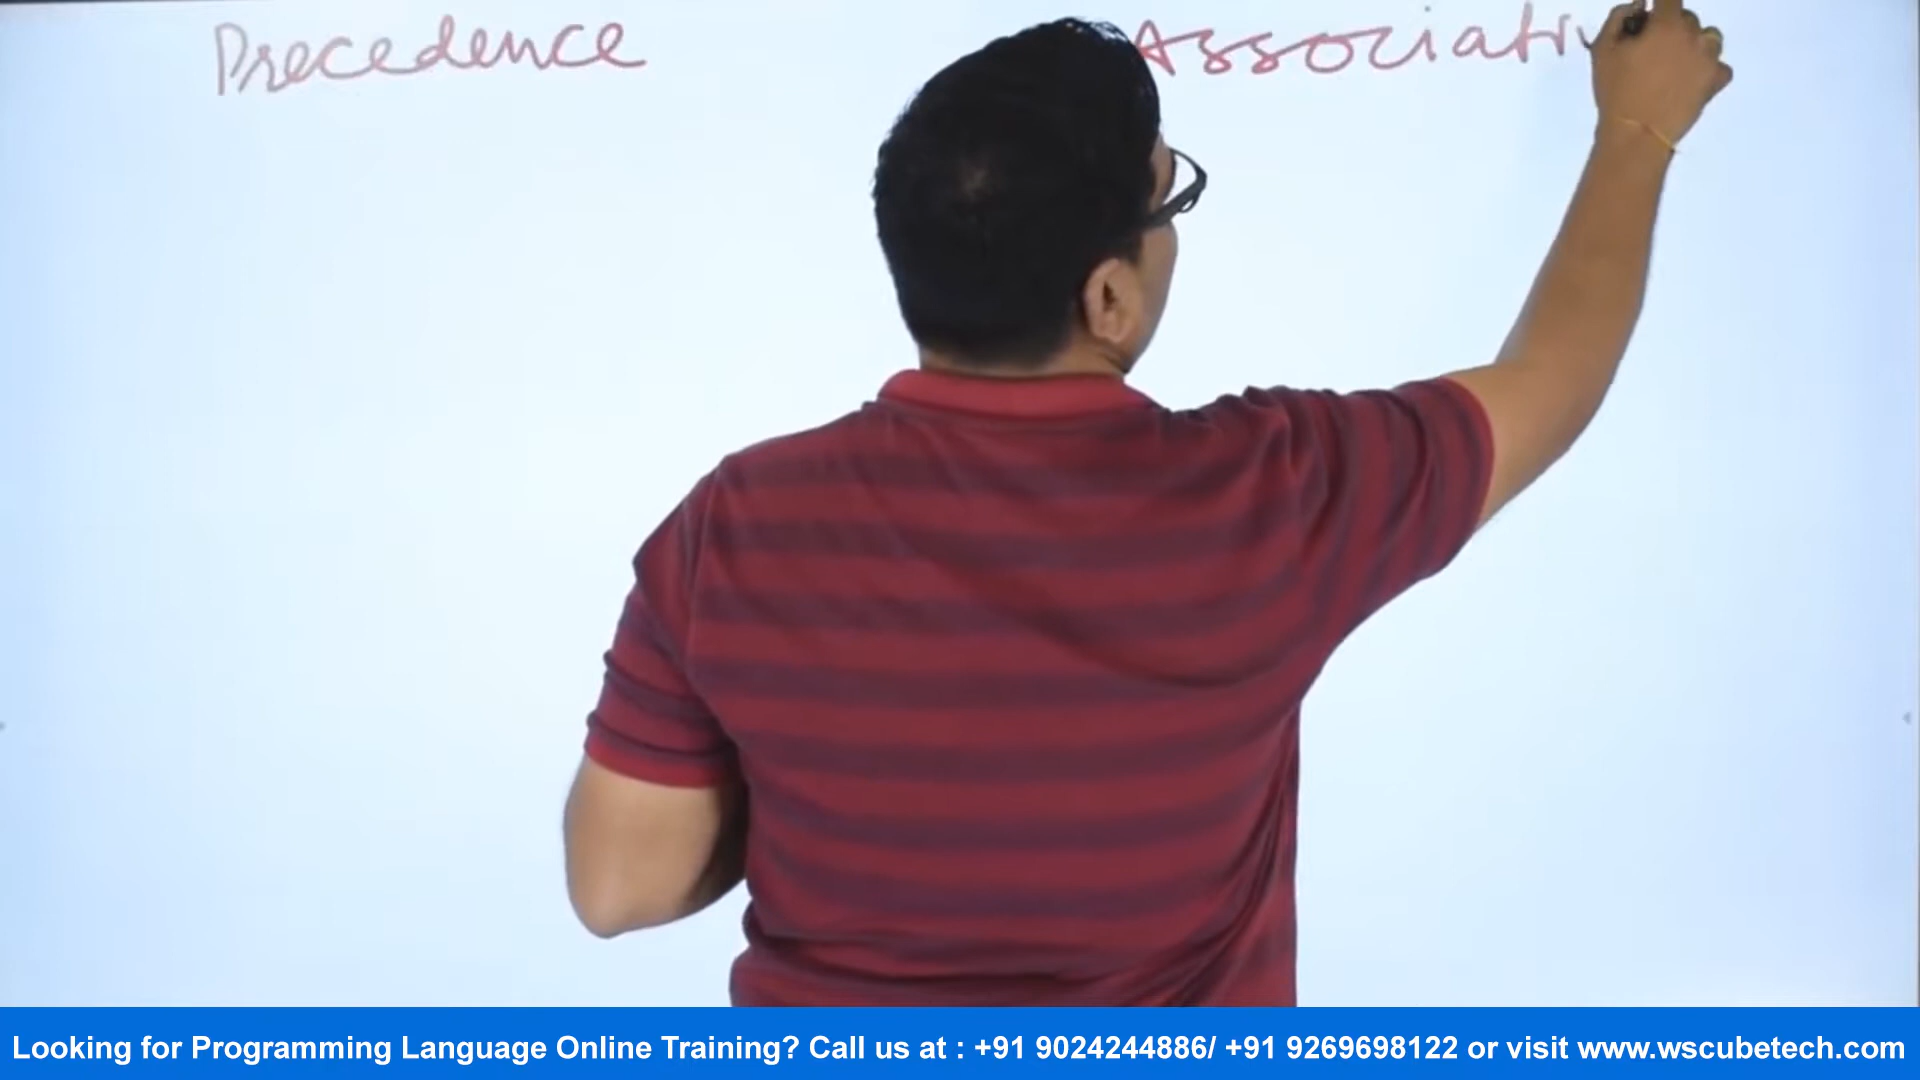 Precedence Associativ
Looking for Programming Language Online Training? Call us at : +91 9024244886/ +91 9269698122 or visit www.wscubetech.com